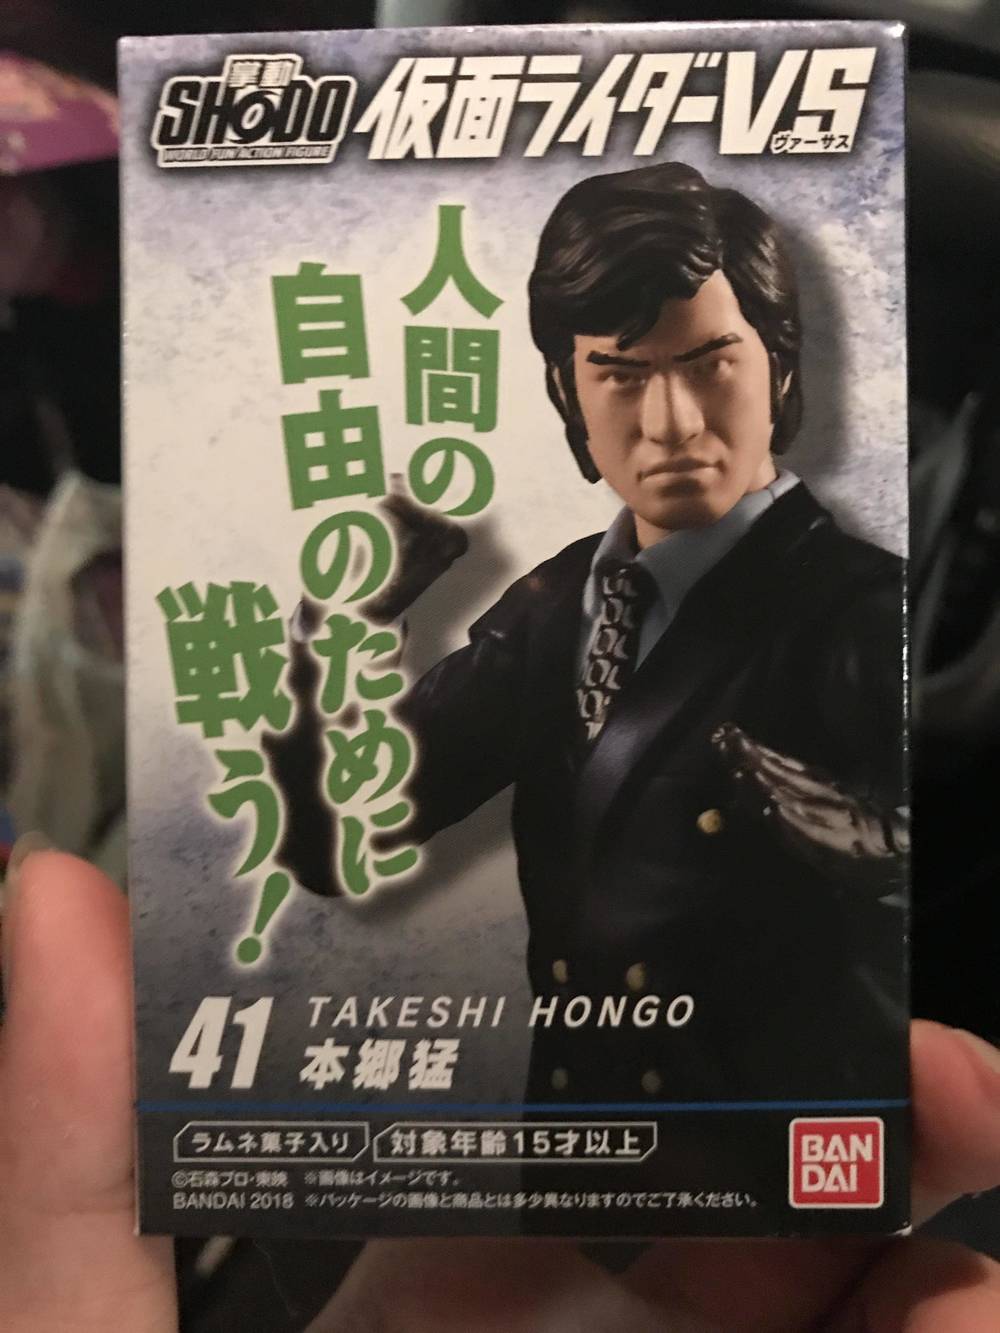 掌動
SHODO
WORLD FUN ACTION FIGURE
仮面ライダーVS
ヴァーサス
人間の
自由のために
戦う！
41
TAKESHI HONGO
本郷猛
ラムネ菓子入り
対象年齢15才以上
©石森プロ・東映 ※画像はイメージです。
BANDAI 2018 ※パッケージの画像と商品とは多少異なりますのでご了承ください。
BAN
DAI